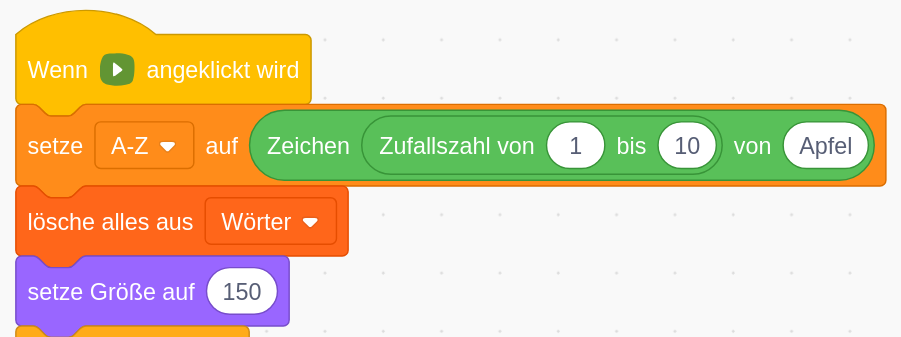 Wenn angeklickt wird
setze A-Z auf Zeichen Zufallszahl von 1 bis 10 von Apfel
lösche alles aus Wörter
setze Größe auf 150